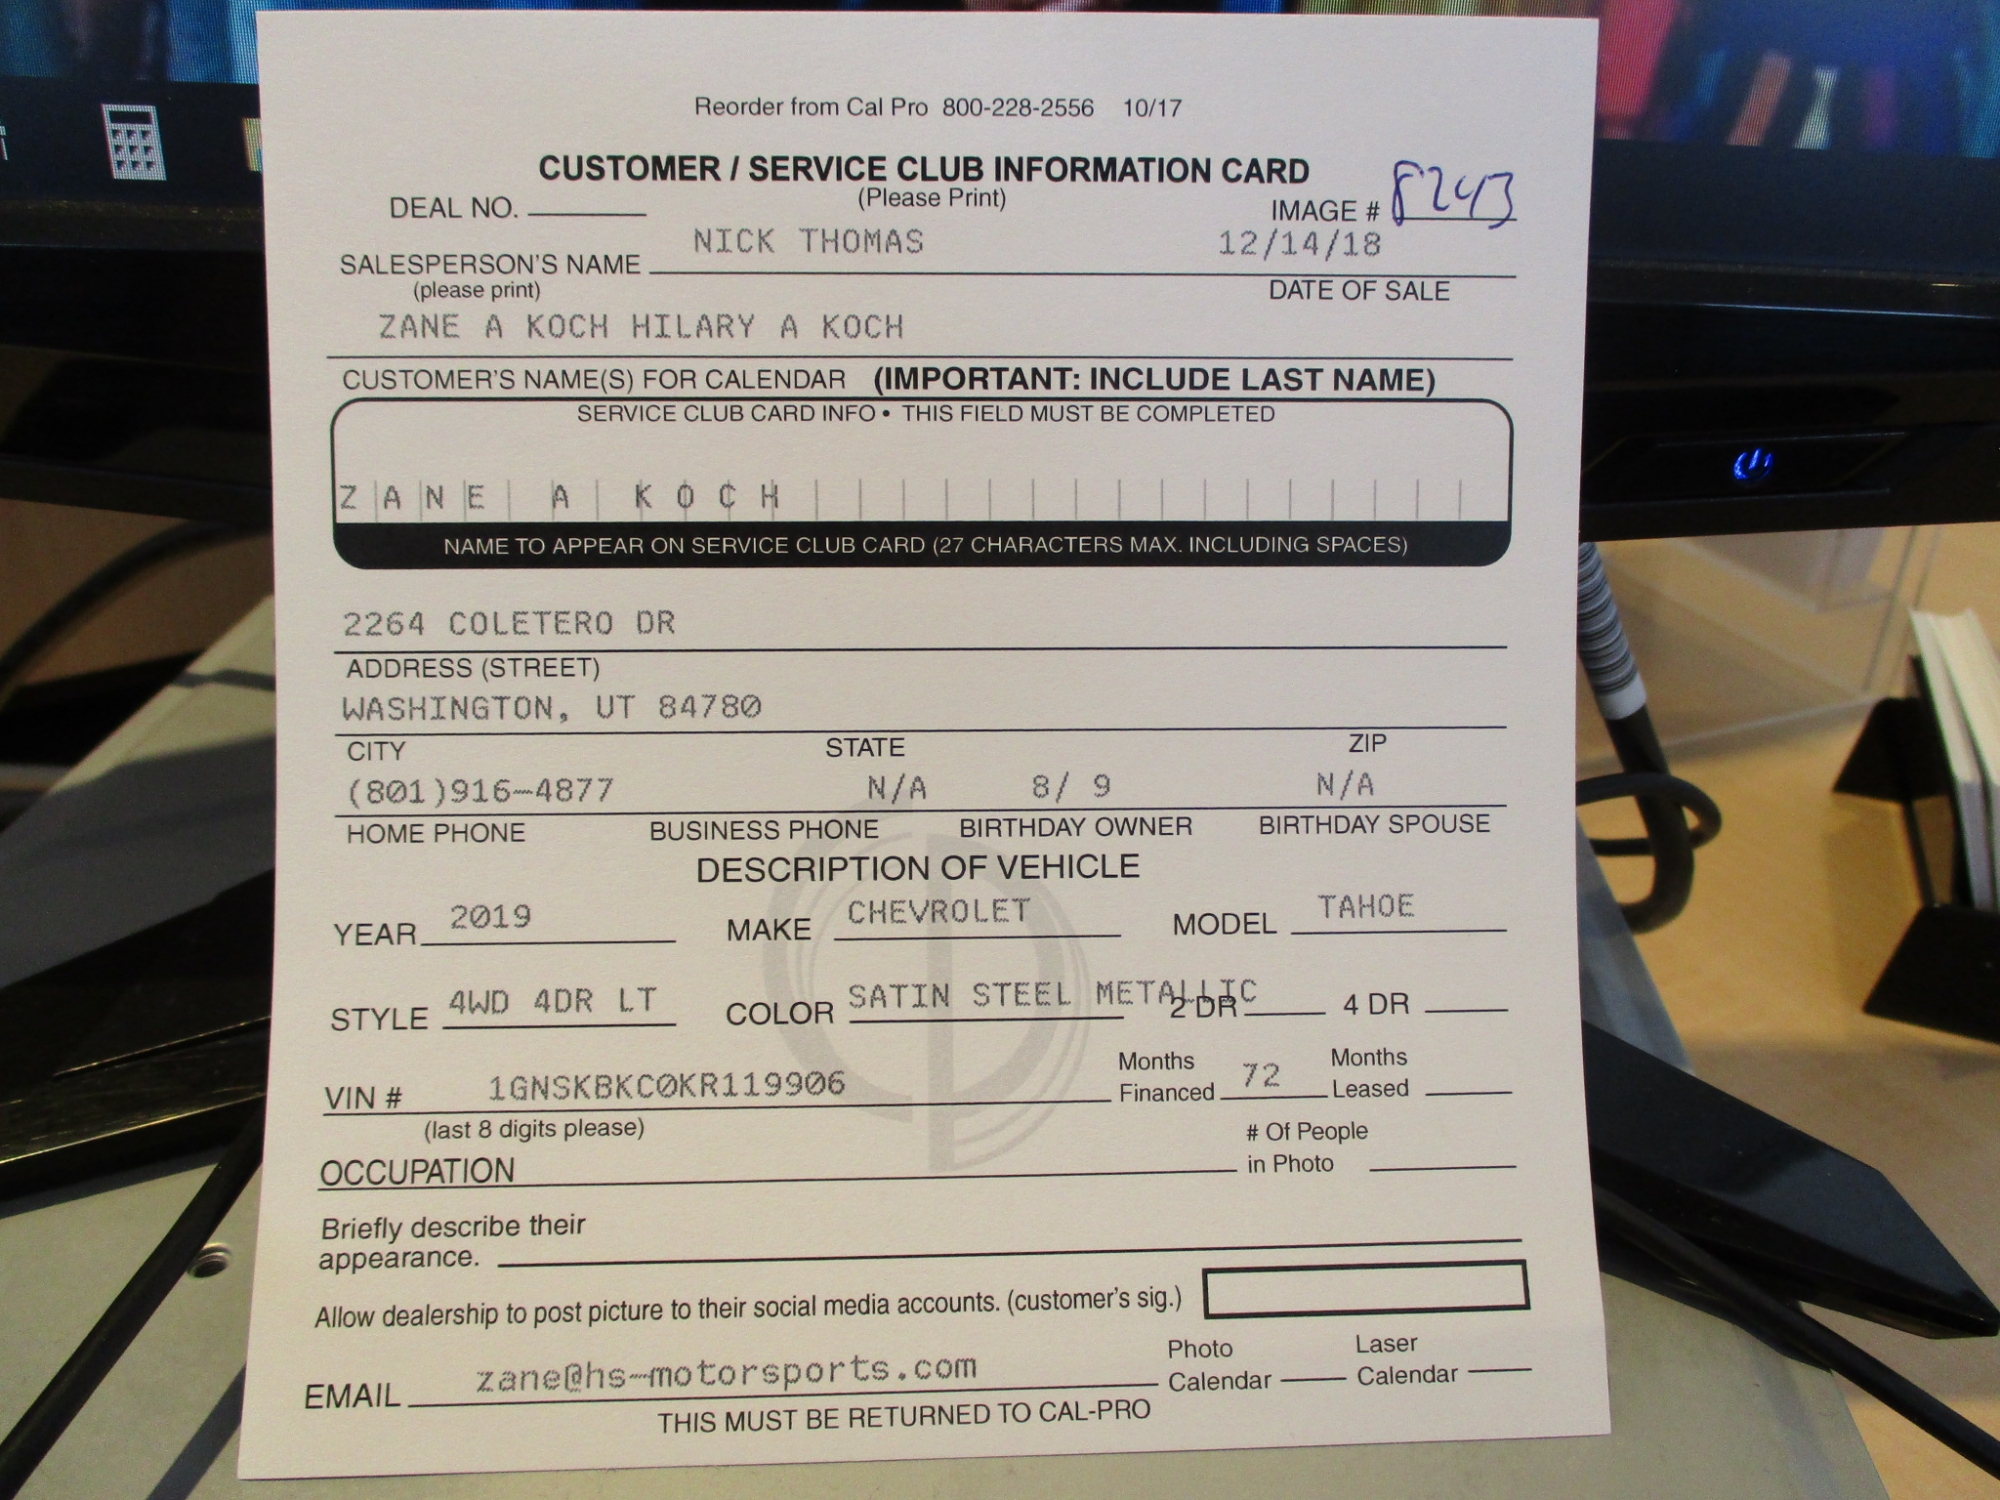 Reorder from Cal Pro 800-228-2556 10/17
CUSTOMER / SERVICE CLUB INFORMATION CARD
(Please Print)
DEAL NO. IMAGE # 8243
NICK THOMAS 12/14/18
SALESPERSON'S NAME
(please print) DATE OF SALE
ZANE A KOCH HILARY A KOCH
CUSTOMER'S NAME(S) FOR CALENDAR (IMPORTANT: INCLUDE LAST NAME)
SERVICE CLUB CARD INFO • THIS FIELD MUST BE COMPLETED
ZANE A KOCH
NAME TO APPEAR ON SERVICE CLUB CARD (27 CHARACTERS MAX. INCLUDING SPACES)
2264 COLETERO DR
ADDRESS (STREET)
WASHINGTON, UT 84780
CITY STATE ZIP
(801)916-4877 N/A 8/ 9 N/A
HOME PHONE BUSINESS PHONE BIRTHDAY OWNER BIRTHDAY SPOUSE
DESCRIPTION OF VEHICLE
YEAR 2019 MAKE CHEVROLET MODEL TAHOE
STYLE 4WD 4DR LT COLOR SATIN STEEL METALLIC 2 DR 4 DR
Months Months
VIN # 1GNSKBKC0KR119906 Financed 72 Leased
(last 8 digits please) # Of People
OCCUPATION in Photo
Briefly describe their
appearance.
Allow dealership to post picture to their social media accounts. (customer's sig.)
Photo Laser
EMAIL zane@hs-motorsports.com Calendar Calendar
THIS MUST BE RETURNED TO CAL-PRO